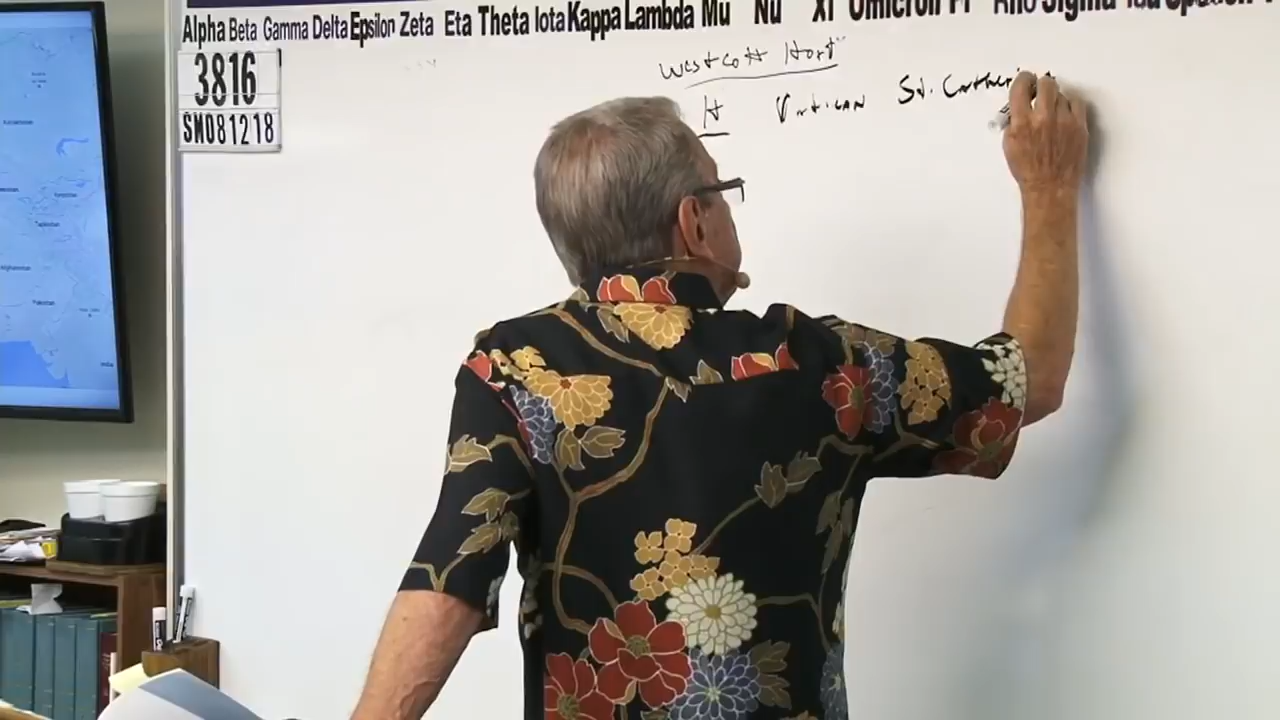 Alpha Beta Gamma Delta Epsilon Zeta Eta Theta Iota Kappa Lambda Mu Nu Xi Omicron Pi Rho Sigma Tau Upsilon
3816
SM081218
Westcott Hort
H Vatican St. Catherine
India